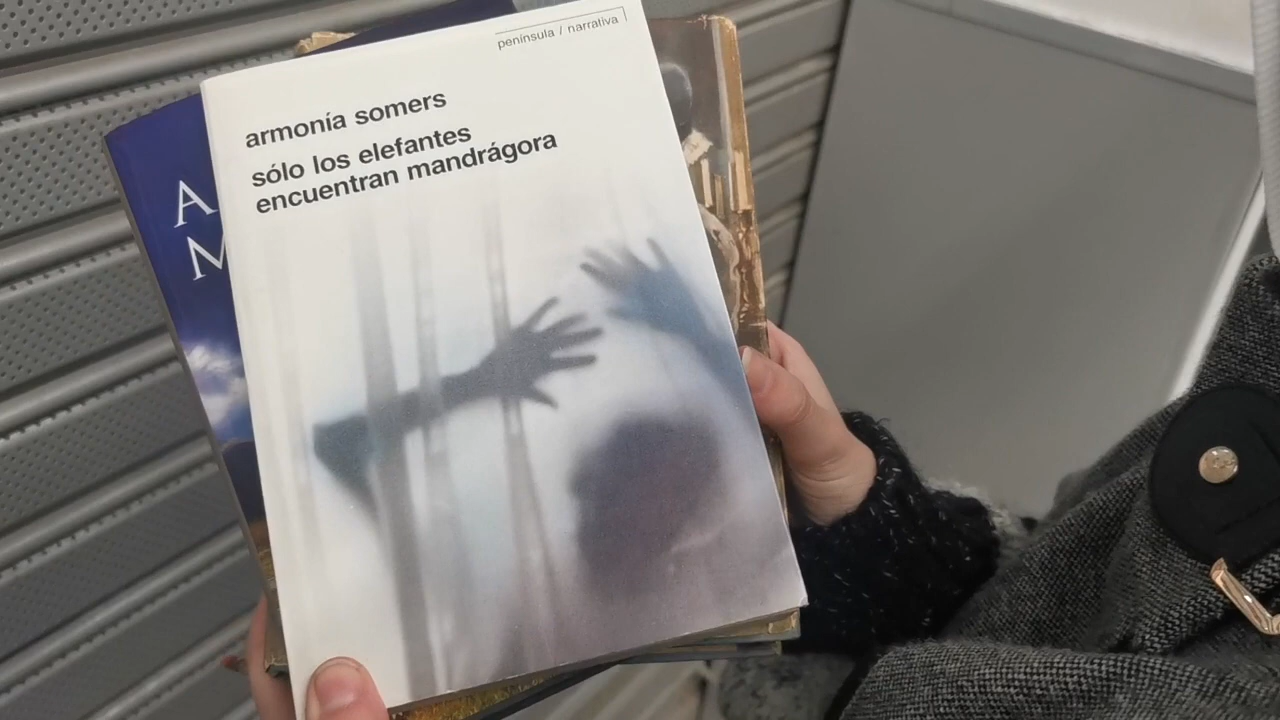 península / narrativa
armonía somers
sólo los elefantes
encuentran mandrágora
A
M